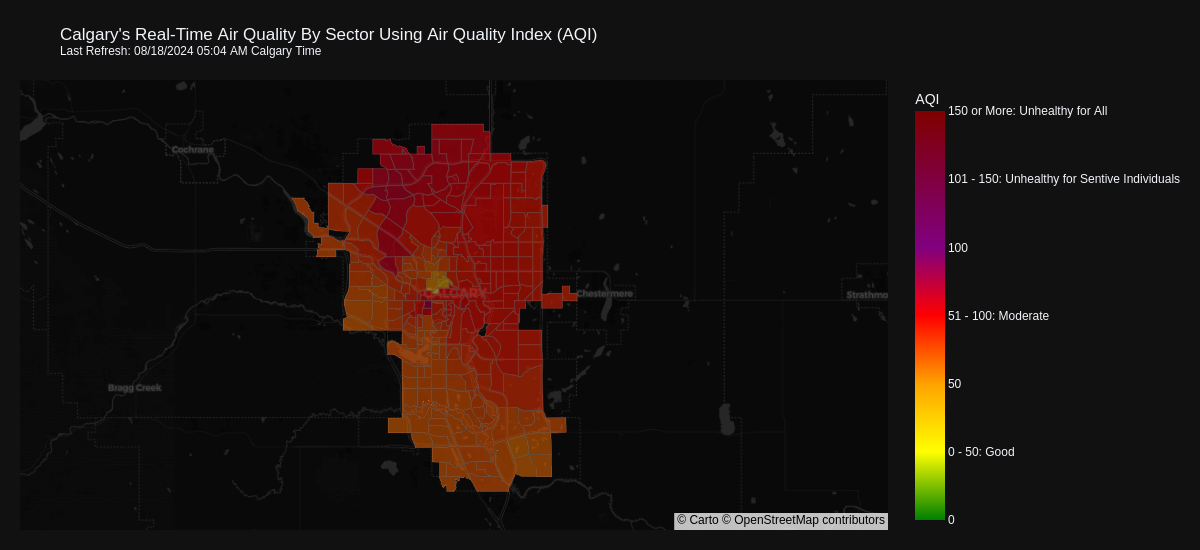 Calgary's Real-Time Air Quality By Sector Using Air Quality Index (AQI)
Last Refresh: 08/18/2024 05:04 AM Calgary Time
AQI
150 or More: Unhealthy for All
101 - 150: Unhealthy for Sentive Individuals
100
51 - 100: Moderate
50
0 - 50: Good
0
Cochrane
CALGARY
Chestermere
Strathmo
Bragg Creek
© Carto © OpenStreetMap contributors